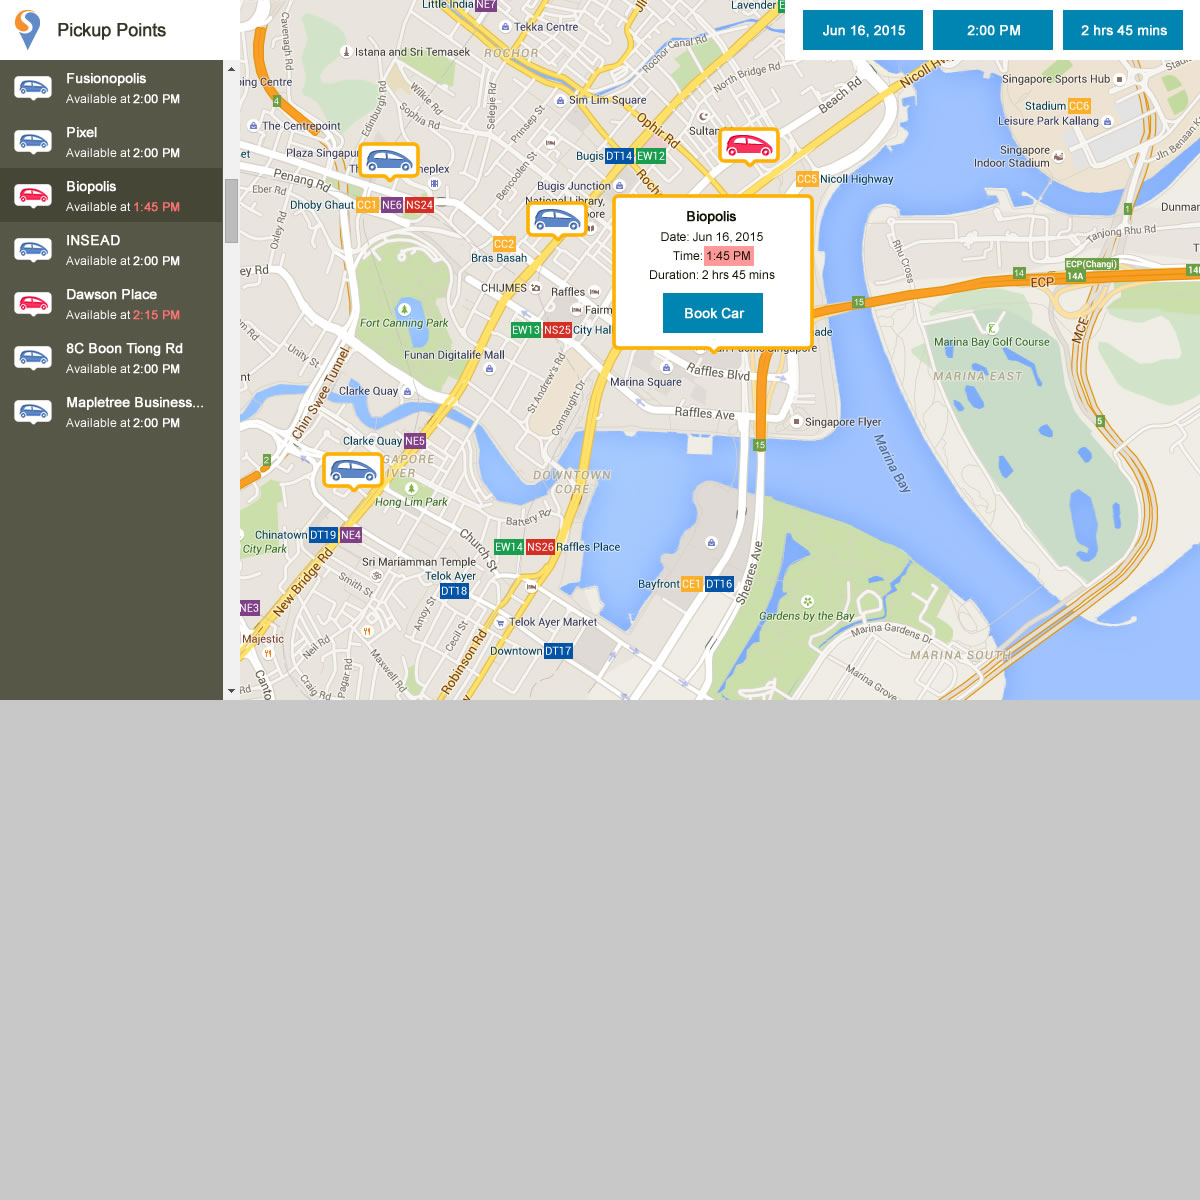 Pickup Points
Jun 16, 2015
2:00 PM
2 hrs 45 mins
Fusionopolis
Available at 2:00 PM
Pixel
Available at 2:00 PM
Biopolis
Available at 1:45 PM
INSEAD
Available at 2:00 PM
Dawson Place
Available at 2:15 PM
8C Boon Tiong Rd
Available at 2:00 PM
Mapletree Business...
Available at 2:00 PM
Biopolis
Date: Jun 16, 2015
Time: 1:45 PM
Duration: 2 hrs 45 mins
Book Car
Little India NE7
Lavender
Tekka Centre
Cavenagh Rd
Istana and Sri Temasek
ROCHOR
Rochor Canal Rd
North Bridge Rd
Nicoll
Singapore Sports Hub
ping Centre
4
Edinburgh Rd
Wilkie Rd
Sophia Rd
Selegie Rd
Sim Lim Square
Prinsep St
Beach Rd
Stadium CC6
Leisure Park Kallang
The Centrepoint
Ophir Rd
Sultan
Jln Benaan
Plaza Singapu
neplex
Bugis DT14 EW12
Singapore
Indoor Stadium
Penang Rd
Eber Rd
Bencoolen St
Bugis Junction
CC5 Nicoll Highway
Oxley Rd
Dhoby Ghaut CC1 NE6 NS24
National Library,
1
Dunman
Tanjong Rhu Rd
CC2
Bras Basah
Rhu Cross
ECP(Changi)
14A
14
ECP
CHIJMES
Raffles
15
MCE
Fort Canning Park
EW13 NS25 City Hall
Marina Bay Golf Course
Unity St
Funan Digitalife Mall
Chin Swee Tunnel
Clarke Quay
St. Andrew's Rd
Connaught Dr
Marina Square
Raffles Blvd
MARINA EAST
Raffles Ave
Singapore Flyer
5
Clarke Quay NE5
15
2
Marina Bay
DOWNTOWN
CORE
Hong Lim Park
Battery Rd
Chinatown DT19 NE4
City Park
Church St
EW14 NS26 Raffles Place
New Bridge Rd
Sri Mariamman Temple
Smith St
Telok Ayer
DT18
Bayfront CE1 DT16
Sheares Ave
NE3
Amoy St
Cecil St
Telok Ayer Market
Gardens by the Bay
Majestic
Neil Rd
Maxwell Rd
Downtown DT17
Marina Gardens Dr
MARINA SOUTH
Craig Rd
Pagar Rd
Robinson Rd
Marina Grove